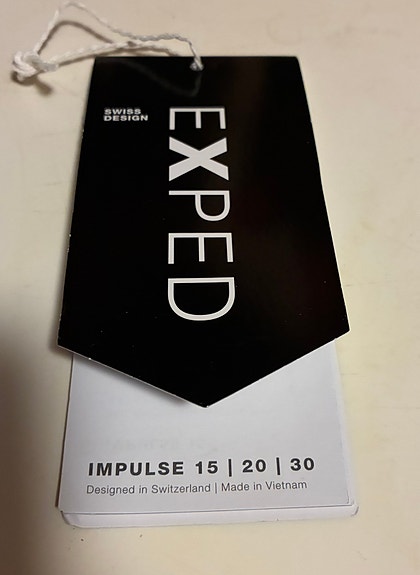 SWISS
DESIGN
EXPED
IMPULSE 15 | 20 | 30
Designed in Switzerland | Made in Vietnam